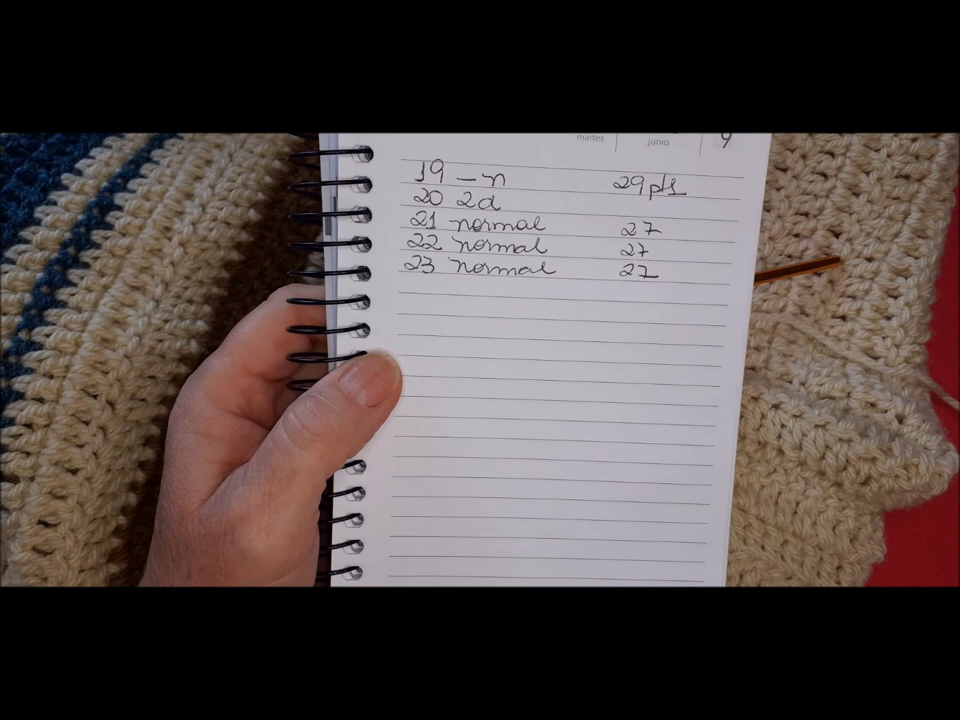 martes junio 9
19 - n 29 pts
20 2d
21 normal 27
22 normal 27
23 normal 27